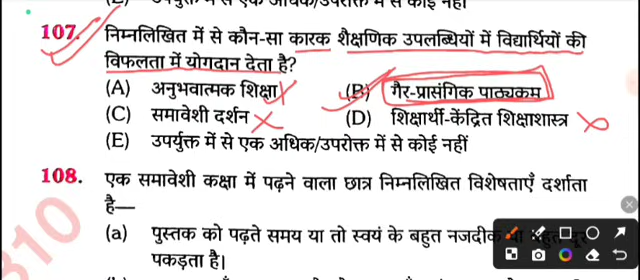 107. निम्नलिखित में से कौन-सा कारक शैक्षणिक उपलब्धियों में विद्यार्थियों की
विफलता में योगदान देता है?
(A) अनुभवात्मक शिक्षा
(B) गैर-प्रासंगिक पाठ्यक्रम
(C) समावेशी दर्शन
(D) शिक्षार्थी-केंद्रित शिक्षाशास्त्र
(E) उपर्युक्त में से एक अधिक/उपरोक्त में से कोई नहीं
108. एक समावेशी कक्षा में पढ़ने वाला छात्र निम्नलिखित विशेषताएँ दर्शाता
है—
(a) पुस्तक को पढ़ते समय या तो स्वयं के बहुत नजदीक
पकड़ता है।
310